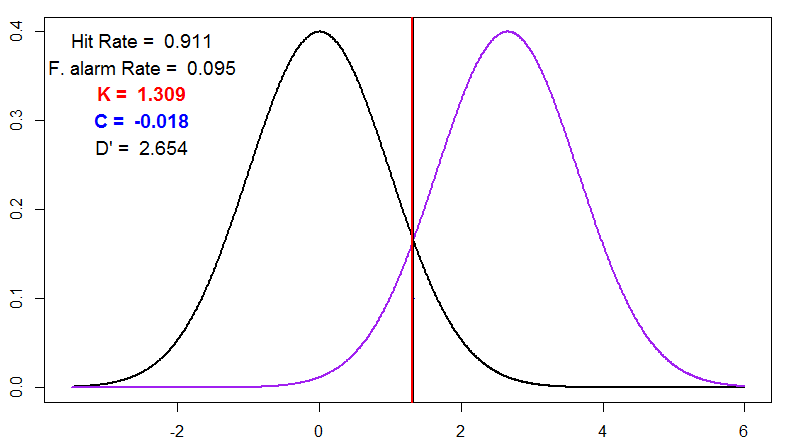 Hit Rate = 0.911
F. alarm Rate = 0.095
K = 1.309
C = -0.018
D' = 2.654
0.4
0.3
0.2
0.1
0.0
-2 0 2 4 6